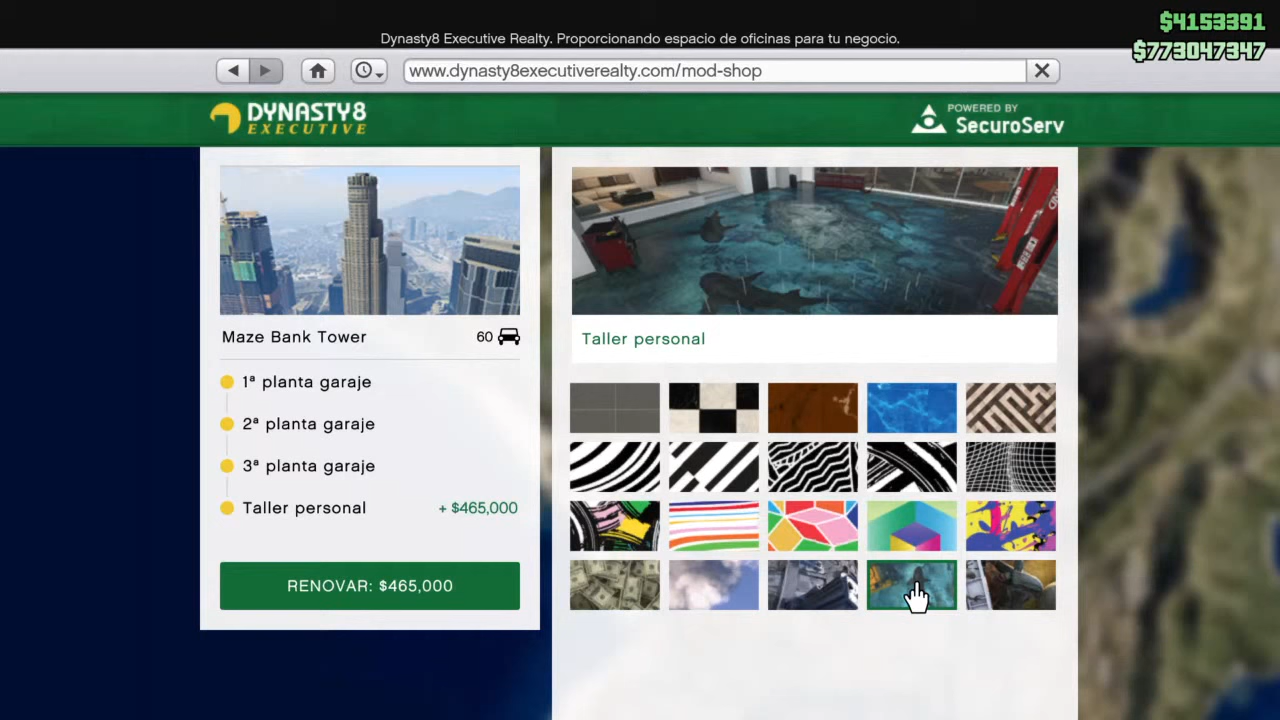 $4153391
$773047347
Dynasty8 Executive Realty. Proporcionando espacio de oficinas para tu negocio.
www.dynasty8executiverealty.com/mod-shop
DYNASTY8
EXECUTIVE
POWERED BY
SecuroServ
Maze Bank Tower
60
1ª planta garaje
2ª planta garaje
3ª planta garaje
Taller personal
+ $465,000
RENOVAR: $465,000
Taller personal